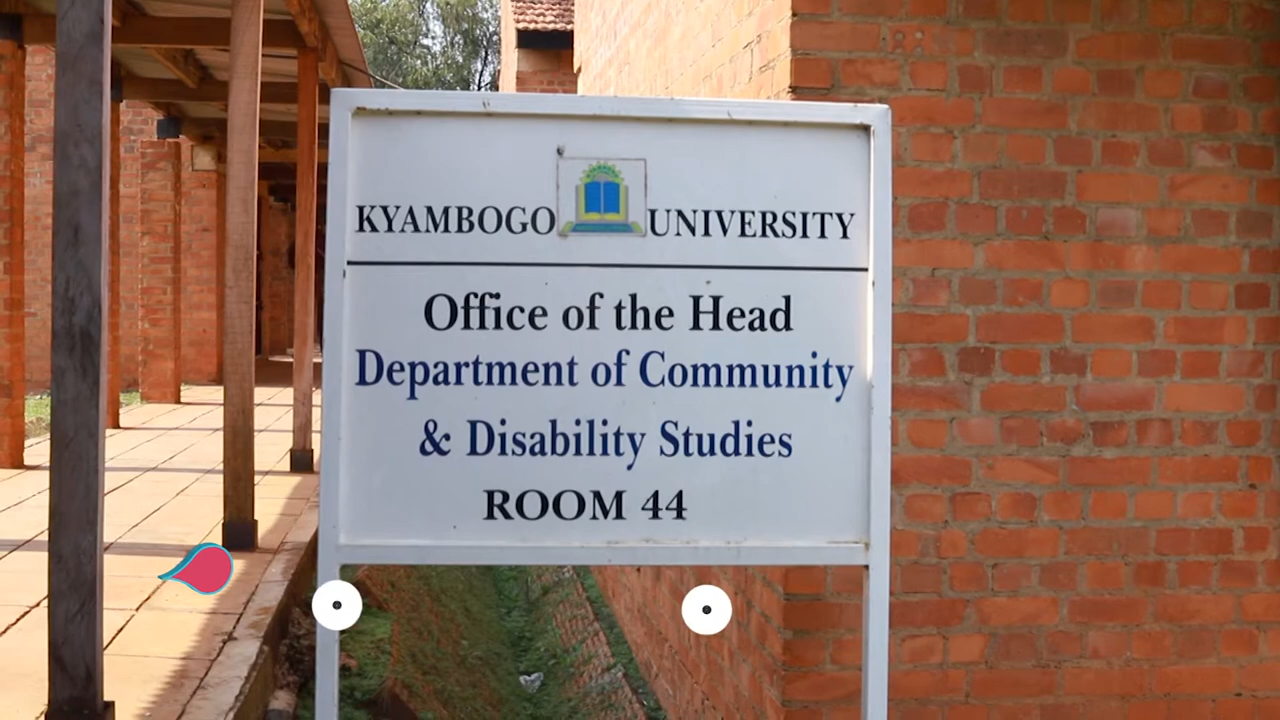 KYAMBOGO UNIVERSITY
Office of the Head
Department of Community
& Disability Studies
ROOM 44